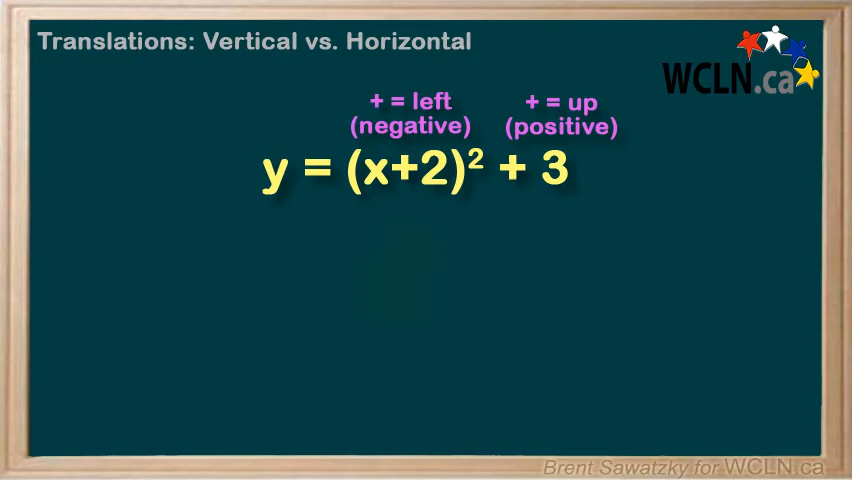 Translations: Vertical vs. Horizontal
WCLN.ca
+ = left + = up
(negative) (positive)
y = (x+2)² + 3
Brent Sawatzky for WCLN.ca